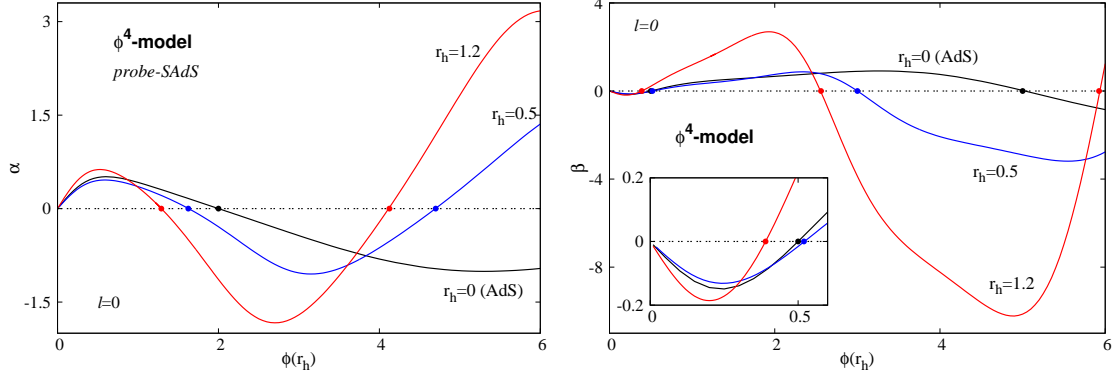 3
1.5
0
-1.5
α
ϕ⁴-model
probe-SAdS
r_h=1.2
r_h=0.5
r_h=0 (AdS)
l=0
0
2
4
6
ϕ(r_h)
4
0
-4
-8
β
l=0
r_h=0 (AdS)
ϕ⁴-model
r_h=0.5
r_h=1.2
0.2
0
-0.2
0
0.5
0
2
4
6
ϕ(r_h)